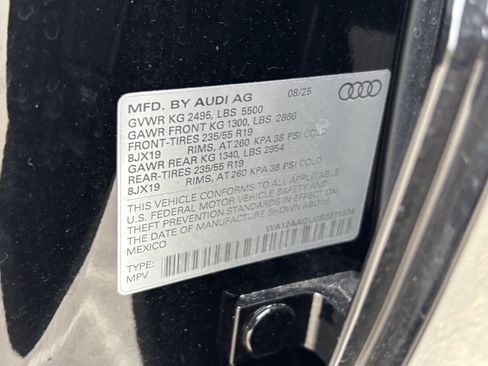 MFD. BY AUDI AG 08/25
GVWR KG 2495, LBS 5500
GAWR FRONT KG 1300, LBS 2866
FRONT-TIRES 235/55 R19
8JX19 RIMS, AT 260 KPA 38 PSI COLD
GAWR REAR KG 1340, LBS 2954
REAR-TIRES 235/55 R19
8JX19 RIMS, AT 260 KPA 38 PSI COLD
THIS VEHICLE CONFORMS TO ALL APPLICABLE
U.S. FEDERAL MOTOR VEHICLE SAFETY AND
THEFT PREVENTION STANDARDS IN EFFECT ON
THE DATE OF MANUFACTURE SHOWN ABOVE
MEXICO
TYPE:
MPV